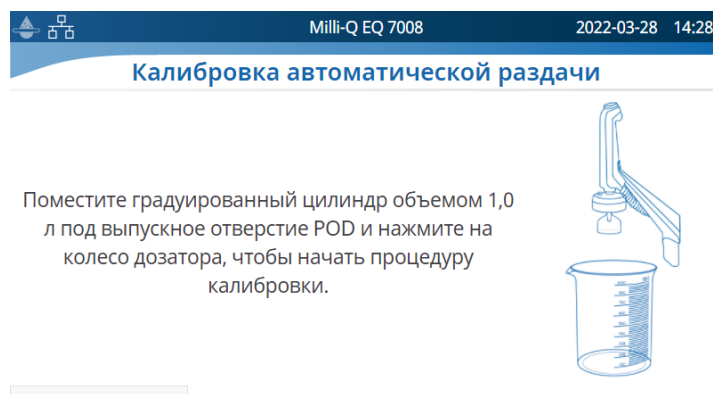 Milli-Q EQ 7008
2022-03-28 14:28
Калибровка автоматической раздачи
Поместите градуированный цилиндр объемом 1,0
л под выпускное отверстие POD и нажмите на
колесо дозатора, чтобы начать процедуру
калибровки.